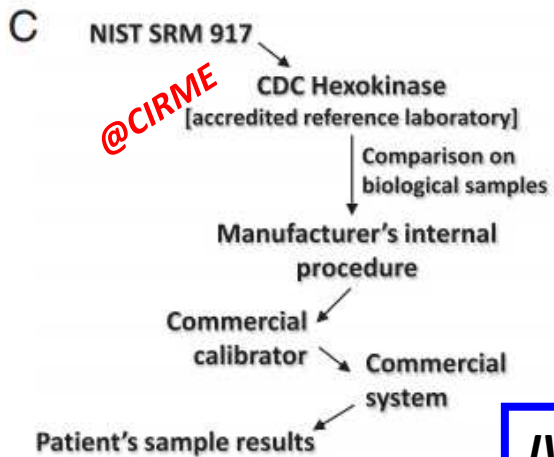 C
NIST SRM 917
@CIRME
CDC Hexokinase
[accredited reference laboratory]
Comparison on
biological samples
Manufacturer's internal
procedure
Commercial
calibrator
Commercial
system
Patient's sample results